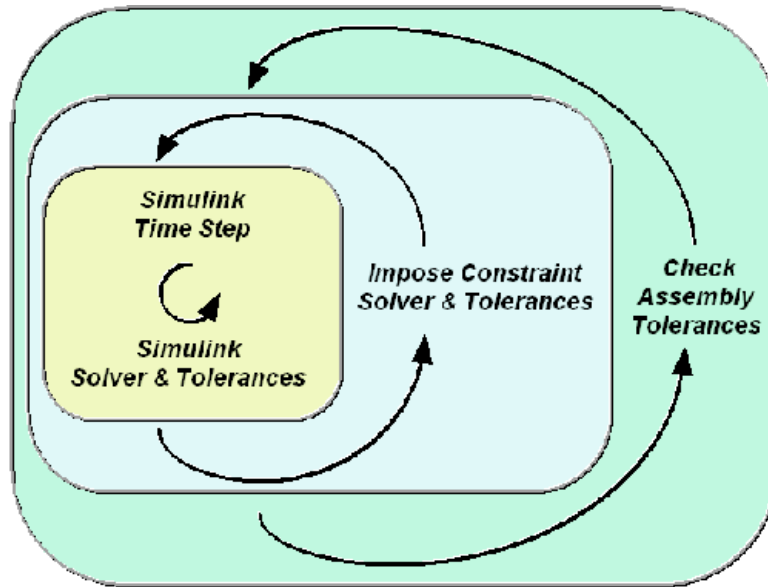 Simulink
Time Step
Simulink
Solver & Tolerances
Impose Constraint
Solver & Tolerances
Check
Assembly
Tolerances